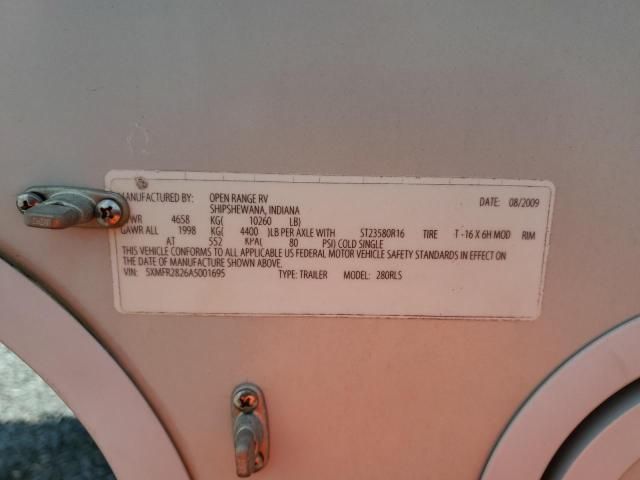 MANUFACTURED BY: OPEN RANGE RV DATE: 08/2009
SHIPSHEWANA, INDIANA
VWR 4658 KG( 10260 LB)
GAWR ALL 1998 KG( 4400 )LB PER AXLE WITH ST23580R16 TIRE T -16 X 6H MOD RIM
AT 552 KPA( 80 PSI) COLD SINGLE
THIS VEHICLE CONFORMS TO ALL APPLICABLE US FEDERAL MOTOR VEHICLE SAFETY STANDARDS IN EFFECT ON
THE DATE OF MANUFACTURE SHOWN ABOVE.
VIN: 5XMFR2826A5001695 TYPE: TRAILER MODEL: 280RLS